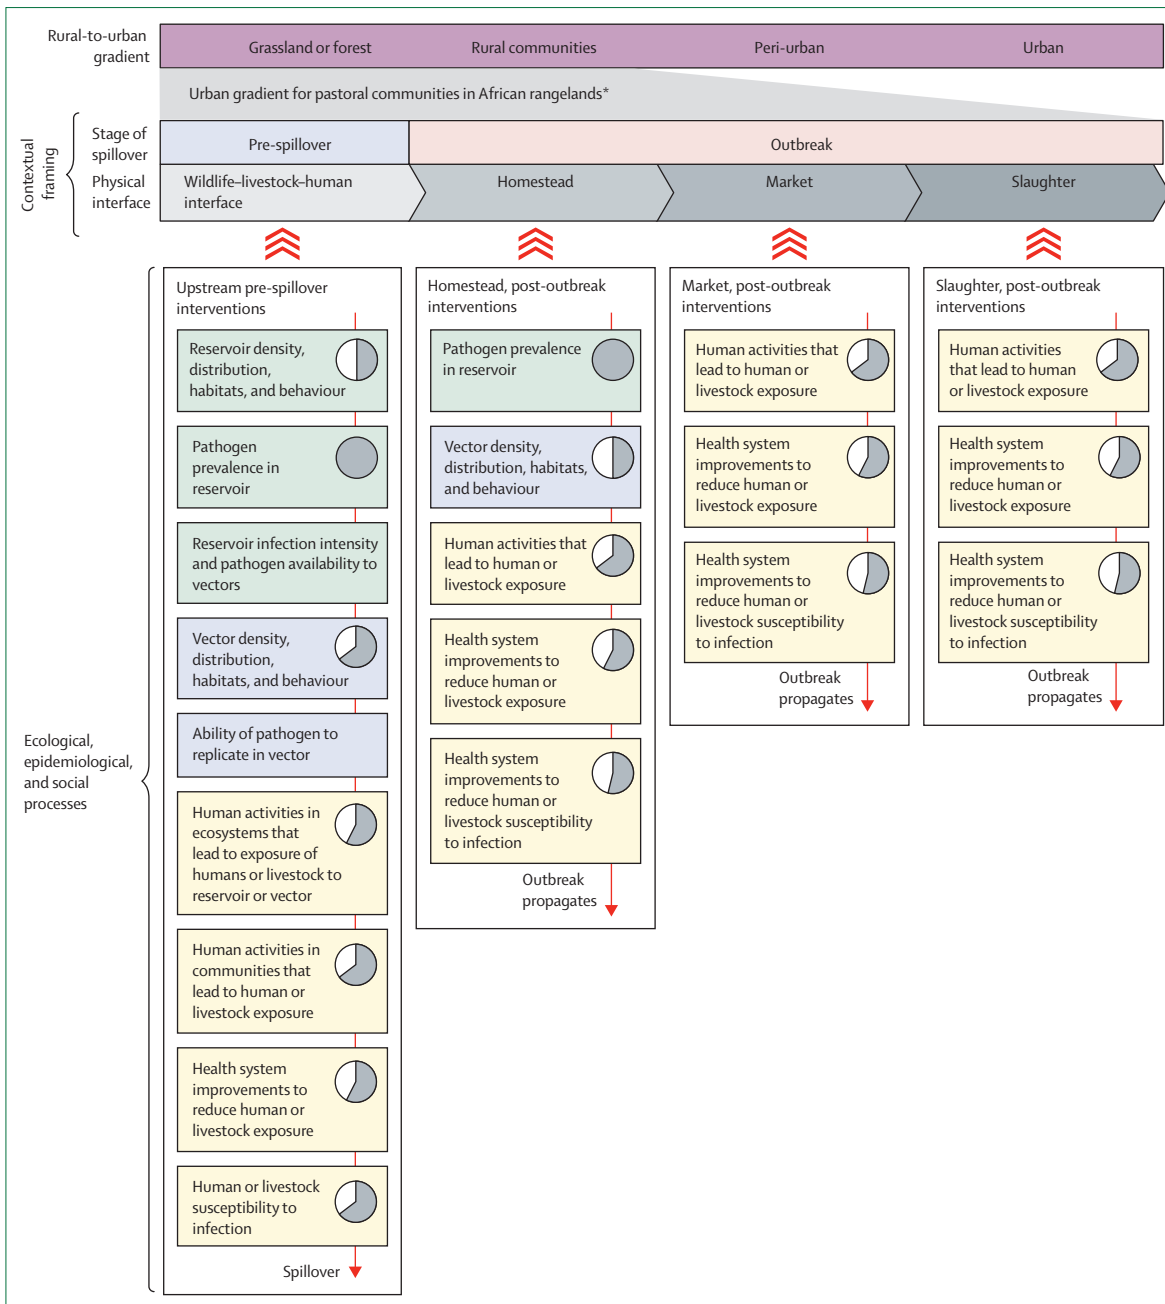 Rural-to-urban
gradient
Grassland or forest
Rural communities
Peri-urban
Urban
Urban gradient for pastoral communities in African rangelands*
Contextual
framing
Stage of
spillover
Pre-spillover
Outbreak
Physical
interface
Wildlife–livestock–human
interface
Homestead
Market
Slaughter
Ecological,
epidemiological,
and social
processes
Upstream pre-spillover
interventions
Reservoir density,
distribution,
habitats, and behaviour
Pathogen
prevalence in
reservoir
Reservoir infection intensity
and pathogen availability to
vectors
Vector density,
distribution,
habitats, and behaviour
Ability of pathogen to
replicate in vector
Human activities in
ecosystems that
lead to exposure of
humans or livestock to
reservoir or vector
Human activities in
communities that
lead to human or
livestock exposure
Health system
improvements to
reduce human or
livestock exposure
Human or livestock
susceptibility to
infection
Spillover
Homestead, post-outbreak
interventions
Pathogen prevalence
in reservoir
Vector density,
distribution, habitats,
and behaviour
Human activities that
lead to human or
livestock exposure
Health system
improvements to
reduce human or
livestock exposure
Health system
improvements to
reduce human or
livestock susceptibility
to infection
Outbreak
propagates
Market, post-outbreak
interventions
Human activities that
lead to human or
livestock exposure
Health system
improvements to
reduce human or
livestock exposure
Health system
improvements to
reduce human or
livestock susceptibility
to infection
Outbreak
propagates
Slaughter, post-outbreak
interventions
Human activities
that lead to human
or livestock exposure
Health system
improvements to
reduce human or
livestock exposure
Health system
improvements to
reduce human or
livestock susceptibility
to infection
Outbreak
propagates